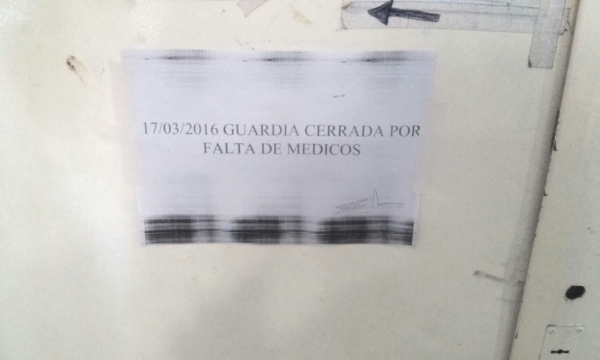 17/03/2016 GUARDIA CERRADA POR
FALTA DE MEDICOS